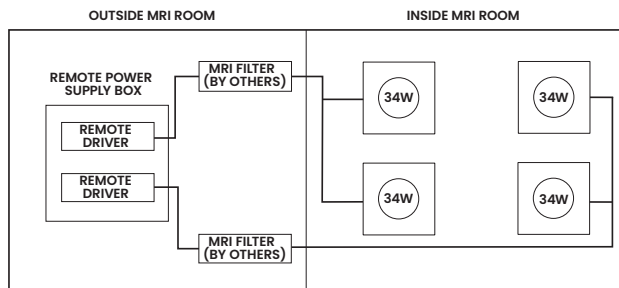 OUTSIDE MRI ROOM
INSIDE MRI ROOM
REMOTE POWER
SUPPLY BOX
MRI FILTER
(BY OTHERS)
REMOTE
DRIVER
REMOTE
DRIVER
MRI FILTER
(BY OTHERS)
34W
34W
34W
34W